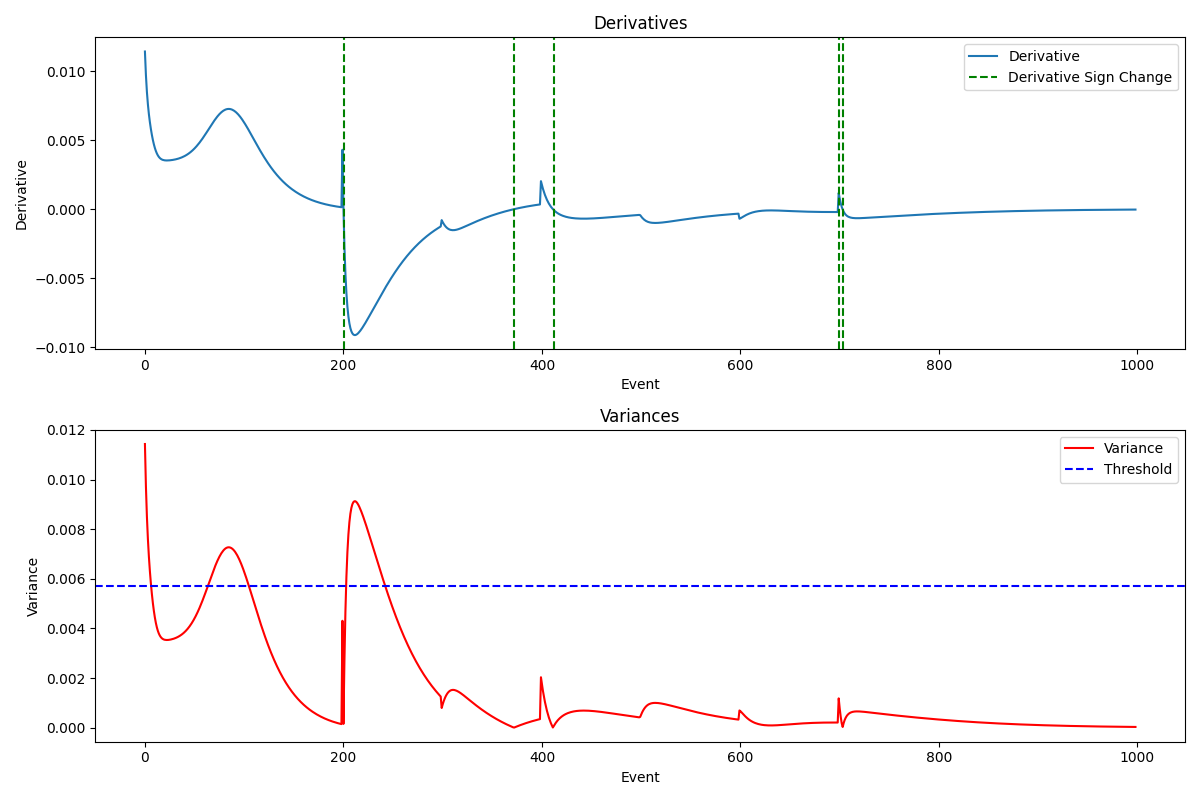 Derivatives
Derivative
Derivative Sign Change
0.010
0.005
0.000
−0.005
−0.010
Derivative
0 200 400 600 800 1000
Event
Variances
Variance
Threshold
0.012
0.010
0.008
0.006
0.004
0.002
0.000
Variance
0 200 400 600 800 1000
Event